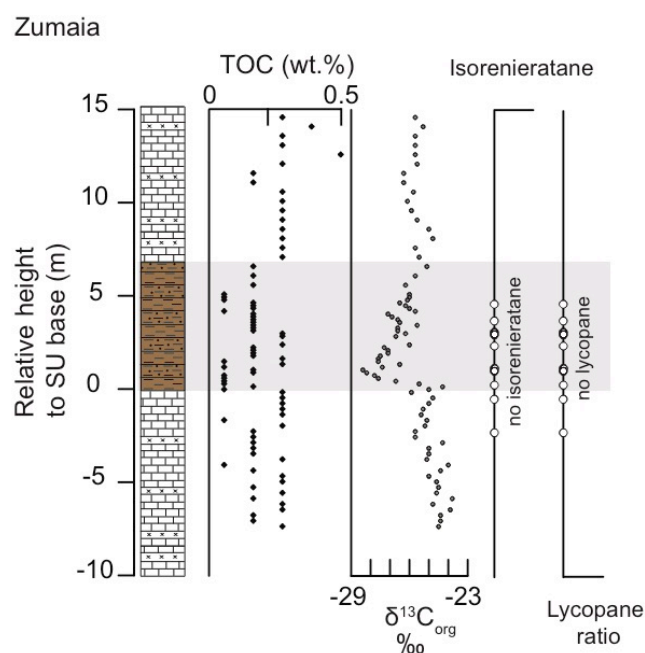 Zumaia
TOC (wt.%)
0
0.5
Isorenieratane
15
10
5
0
-5
-10
Relative height
to SU base (m)
no isorenieratane
no lycopane
-29
-23
δ¹³Corg
‰
Lycopane
ratio